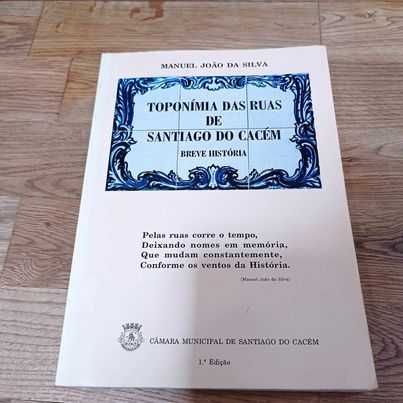 MANUEL JOÃO DA SILVA
TOPONÍMIA DAS RUAS
DE
SANTIAGO DO CACÉM
BREVE HISTÓRIA
Pelas ruas corre o tempo,
Deixando nomes em memória,
Que mudam constantemente,
Conforme os ventos da História.
(Manuel João da Silva)
CÂMARA MUNICIPAL DE SANTIAGO DO CACÉM
1.ª Edição